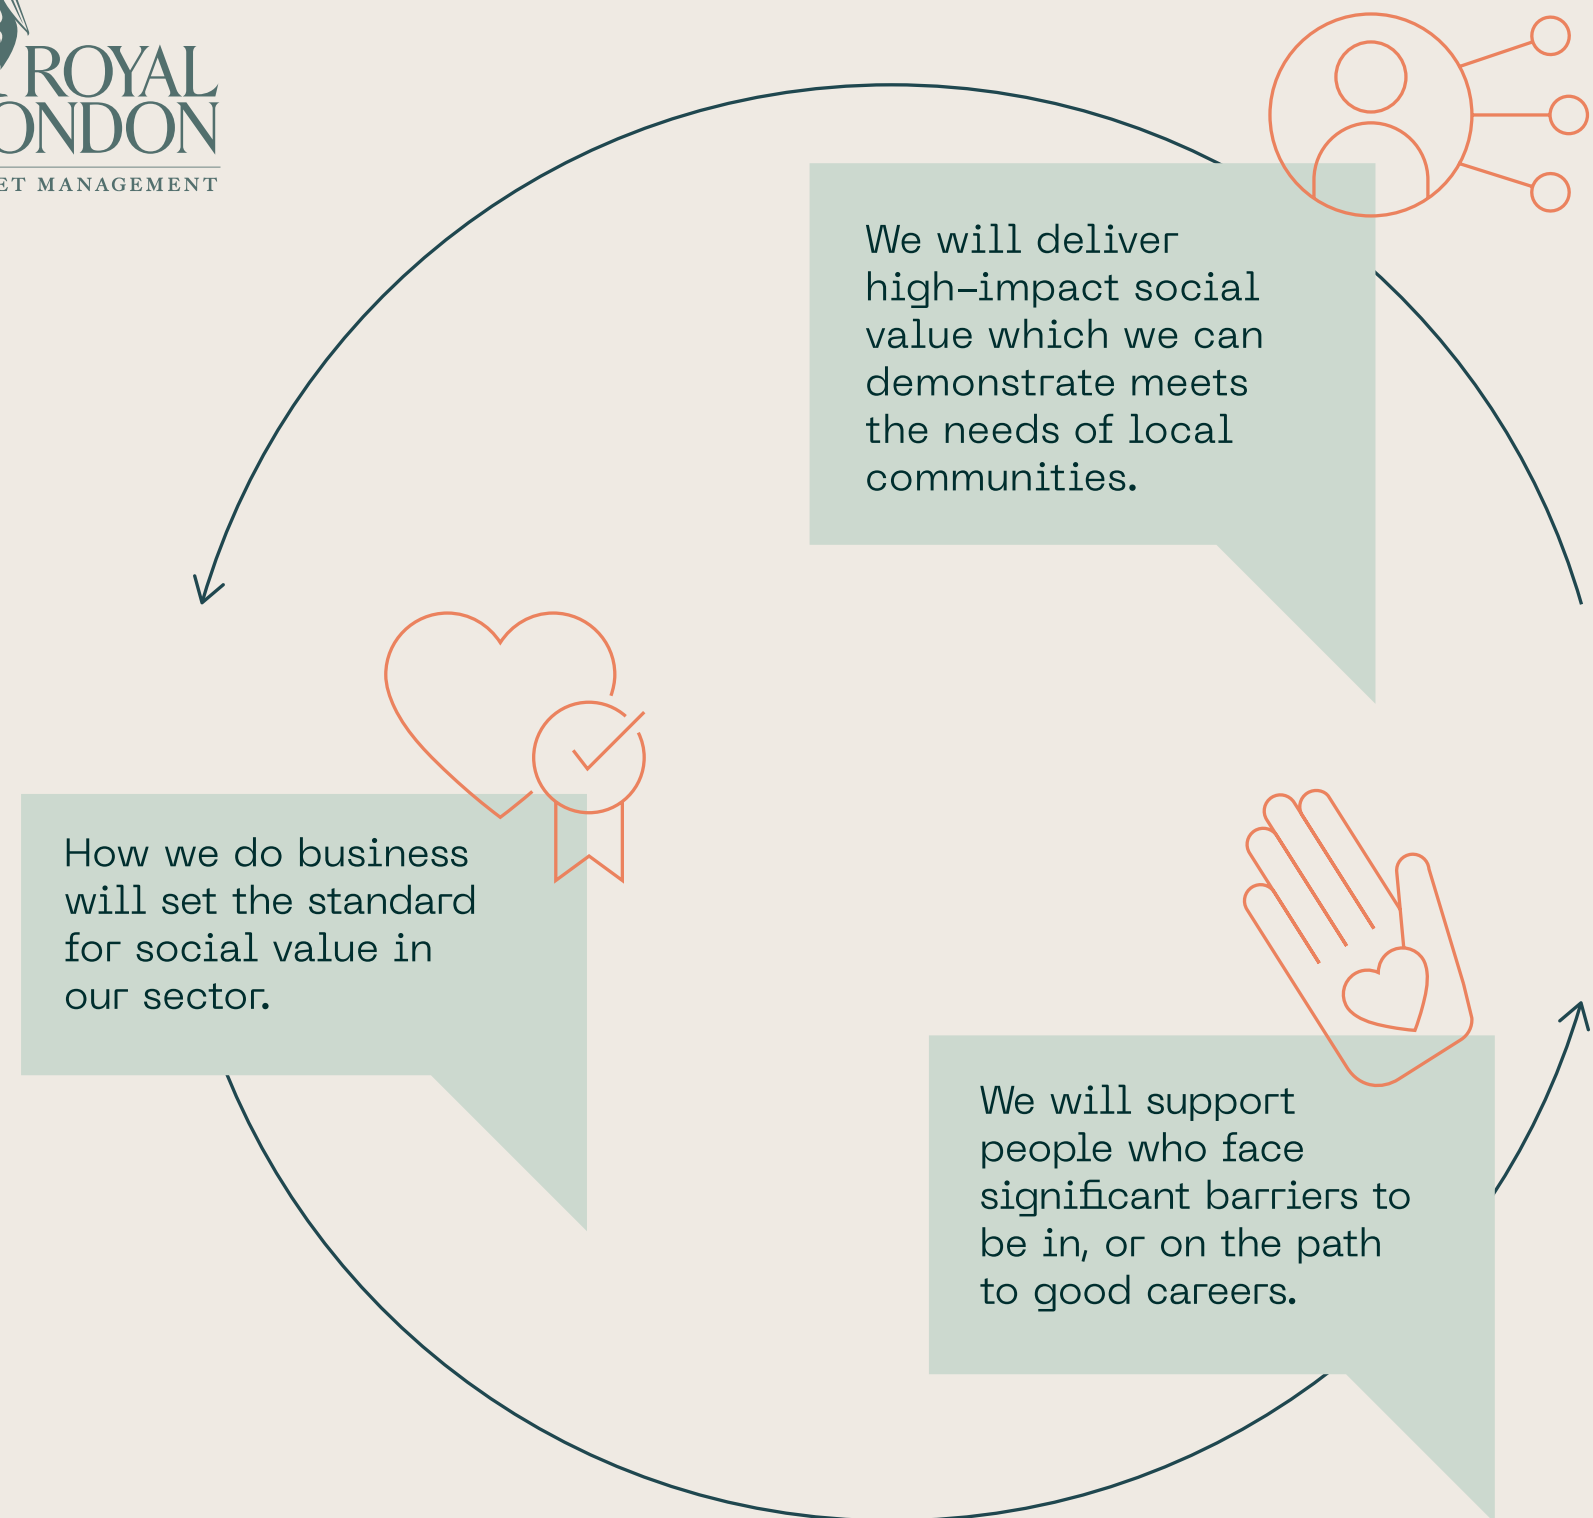 ROYAL
ONDON
ET MANAGEMENT
We will deliver
high–impact social
value which we can
demonstrate meets
the needs of local
communities.
How we do business
will set the standard
for social value in
our sector.
We will support
people who face
significant barriers to
be in, or on the path
to good careers.